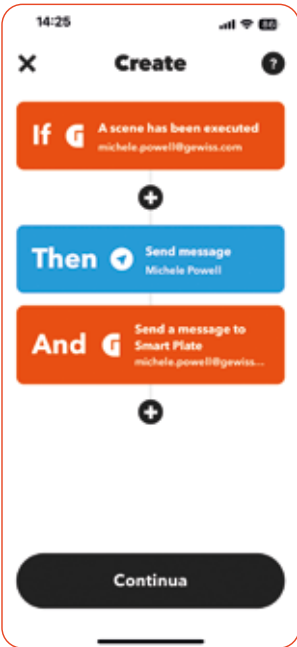 14:25
86
Create
?
If
A scene has been executed
michele.powell@gewiss.com
Then
Send message
Michele Powell
And
Send a message to
Smart Plate
michele.powell@gewiss...
Continua